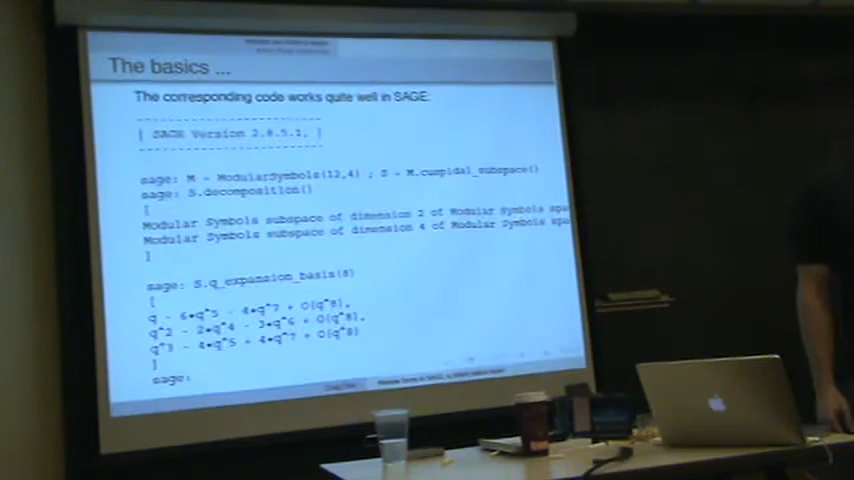 The basics ...
The corresponding code works quite well in SAGE:
----------------------
| SAGE Version 2.8.5.1, |
----------------------
sage: M = ModularSymbols(12,4) ; S = M.cuspidal_subspace()
sage: S.decomposition()
[
Modular Symbols subspace of dimension 2 of Modular Symbols spa
Modular Symbols subspace of dimension 4 of Modular Symbols spa
]
sage: S.q_expansion_basis(8)
[
q - 6*q^5 - 4*q^7 + O(q^8),
q^2 - 2*q^4 - 3*q^6 + O(q^8),
q^3 - 4*q^5 + 4*q^7 + O(q^8)
]
sage: